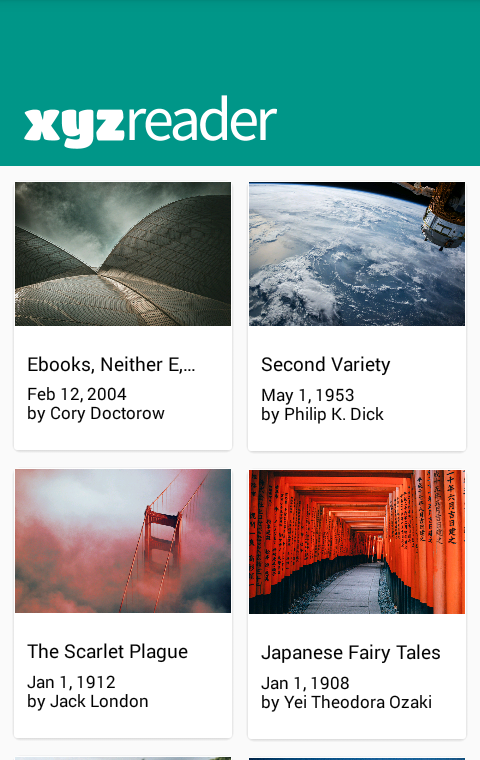 xyzreader
Ebooks, Neither E,...
Feb 12, 2004
by Cory Doctorow
Second Variety
May 1, 1953
by Philip K. Dick
The Scarlet Plague
Jan 1, 1912
by Jack London
Japanese Fairy Tales
Jan 1, 1908
by Yei Theodora Ozaki